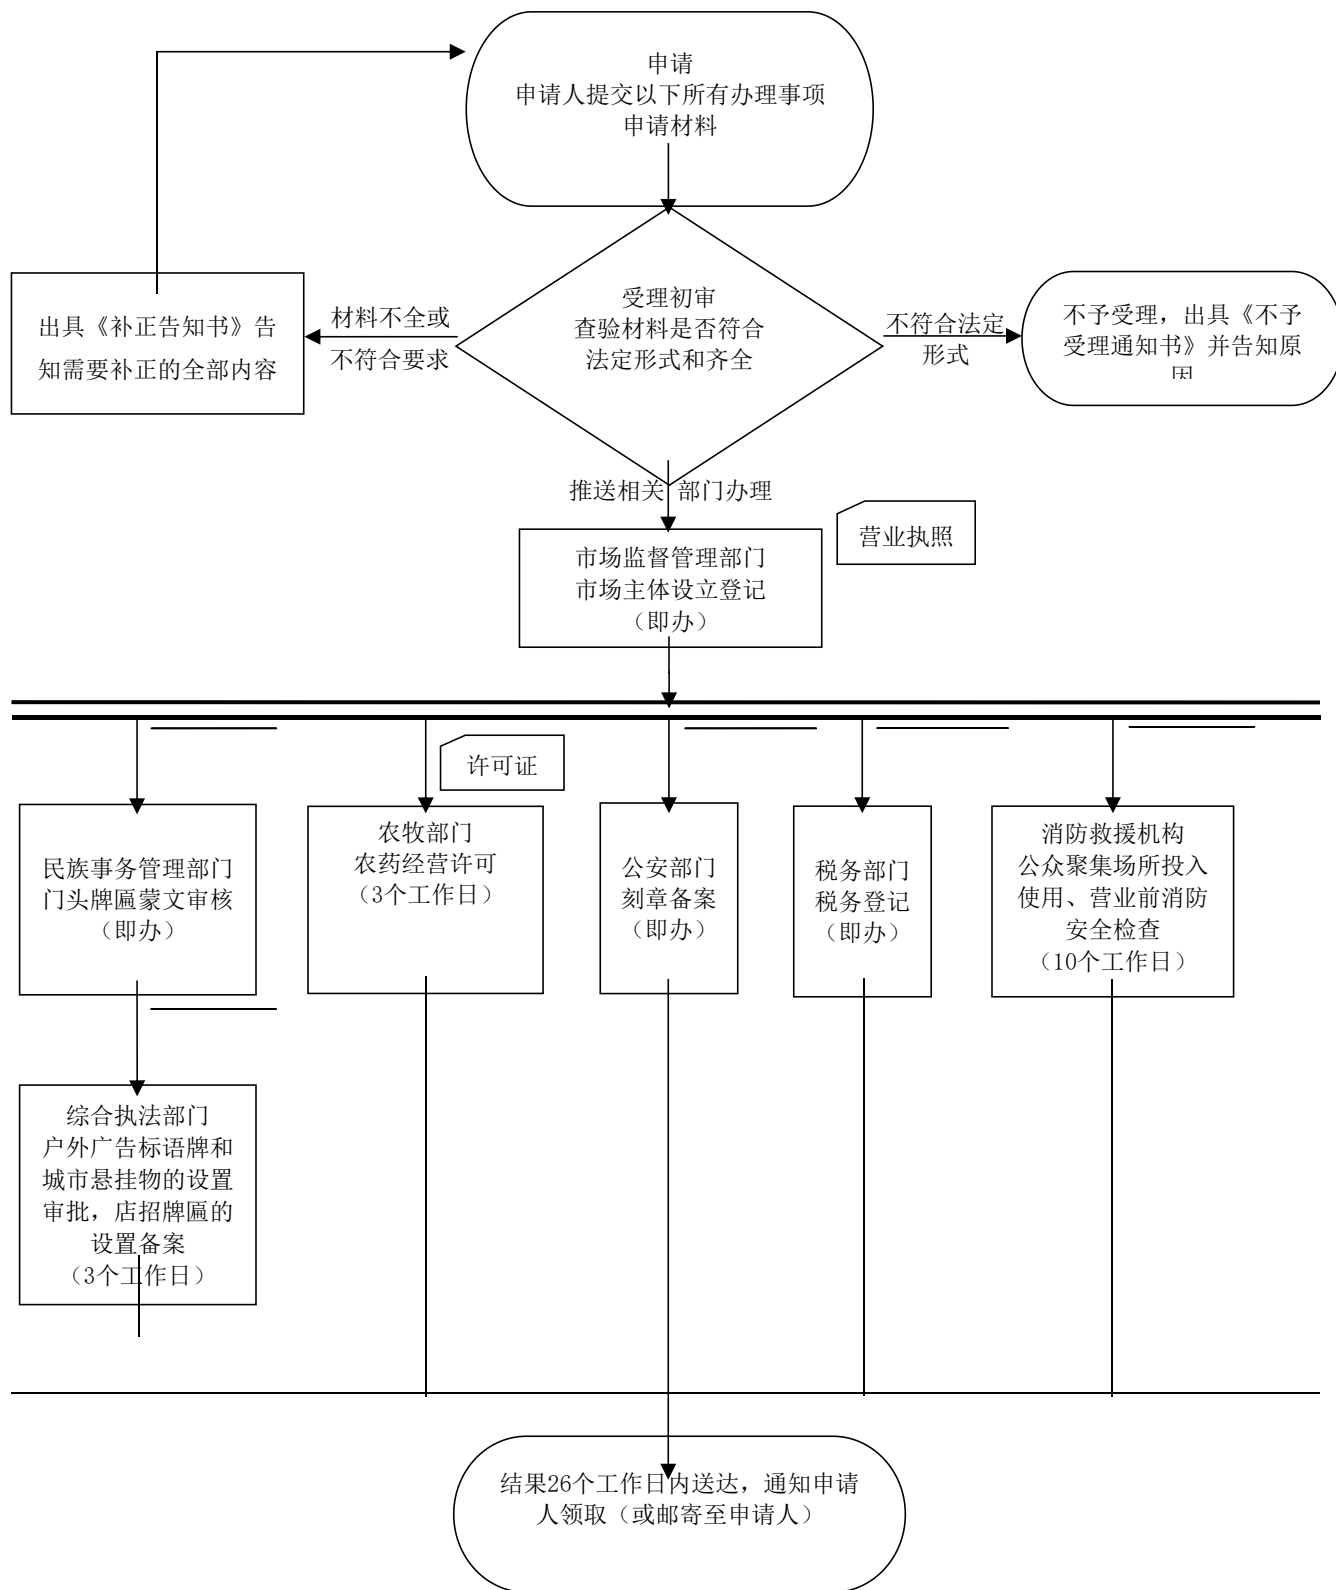 申请
申请人提交以下所有办理事项
申请材料
受理初审
查验材料是否符合
法定形式和齐全
材料不全或
不符合要求
出具《补正告知书》告
知需要补正的全部内容
不符合法定
形式
不予受理，出具《不予
受理通知书》并告知原
因
推送相关 部门办理
营业执照
市场监督管理部门
市场主体设立登记
（即办）
许可证
民族事务管理部门
门头牌匾蒙文审核
（即办）
农牧部门
农药经营许可
（3个工作日）
公安部门
刻章备案
（即办）
税务部门
税务登记
（即办）
消防救援机构
公众聚集场所投入
使用、营业前消防
安全检查
（10个工作日）
综合执法部门
户外广告标语牌和
城市悬挂物的设置
审批，店招牌匾的
设置备案
（3个工作日）
结果26个工作日内送达，通知申请
人领取（或邮寄至申请人）